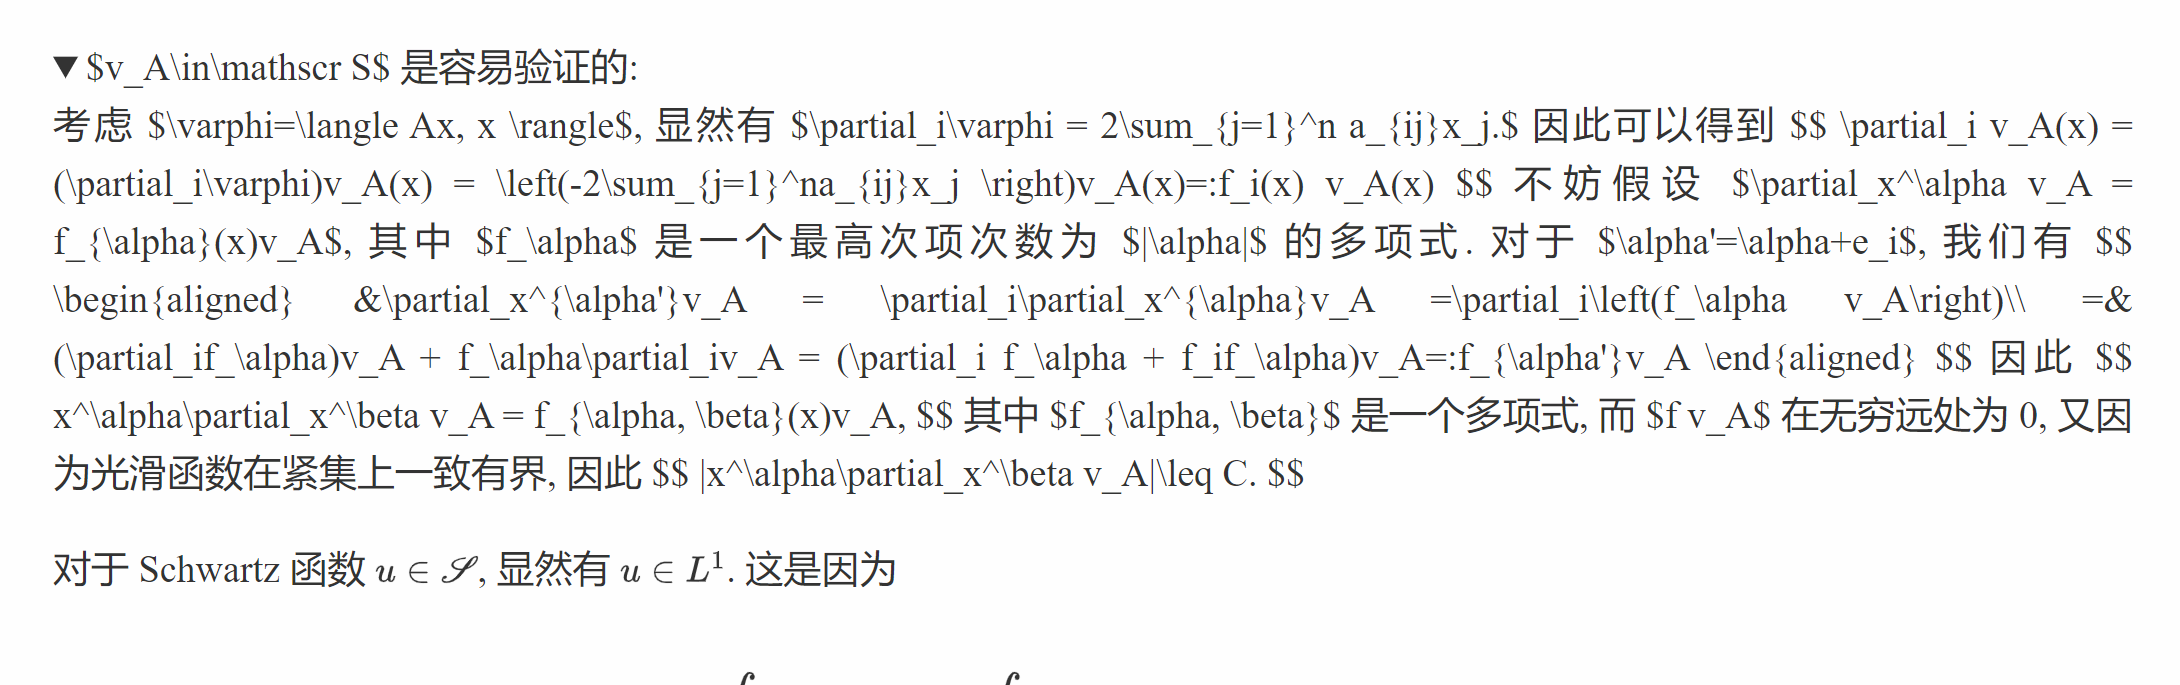 ▼ $v_A\in\mathscr S$ 是容易验证的:
考虑 $\varphi=\langle Ax, x \rangle$, 显然有 $\partial_i\varphi = 2\sum_{j=1}^n a_{ij}x_j.$ 因此可以得到 $$ \partial_i v_A(x) =
(\partial_i\varphi)v_A(x) = \left(-2\sum_{j=1}^na_{ij}x_j \right)v_A(x)=:f_i(x) v_A(x) $$ 不妨假设 $\partial_x^\alpha v_A =
f_{\alpha}(x)v_A$, 其中 $f_\alpha$ 是一个最高次项次数为 $|\alpha|$ 的多项式. 对于 $\alpha'=\alpha+e_i$, 我们有 $$
\begin{aligned} &\partial_x^{\alpha'}v_A = \partial_i\partial_x^{\alpha}v_A =\partial_i\left(f_\alpha v_A\right)\\ =&
(\partial_if_\alpha)v_A + f_\alpha\partial_iv_A = (\partial_i f_\alpha + f_if_\alpha)v_A=:f_{\alpha'}v_A \end{aligned} $$ 因此 $$
x^\alpha\partial_x^\beta v_A = f_{\alpha, \beta}(x)v_A, $$ 其中 $f_{\alpha, \beta}$ 是一个多项式, 而 $f v_A$ 在无穷远处为 0, 又因
为光滑函数在紧集上一致有界, 因此 $$ |x^\alpha\partial_x^\beta v_A|\leq C. $$
对于 Schwartz 函数 u ∈ 𝒮, 显然有 u ∈ L¹. 这是因为